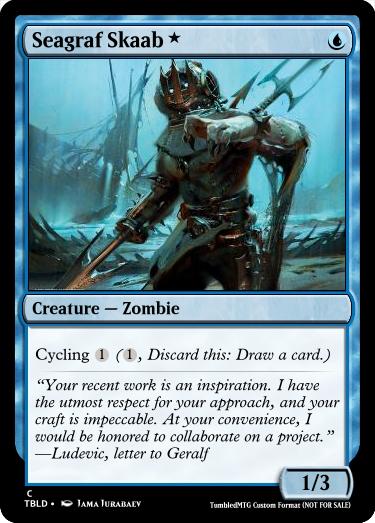 Seagraf Skaab ★
Creature — Zombie
Cycling 1 (1, Discard this: Draw a card.)
“Your recent work is an inspiration. I have
the utmost respect for your approach, and your
craft is impeccable. At your convenience, I
would be honored to collaborate on a project.”
—Ludevic, letter to Geralf
1/3
C
TBLD • Jama Jurabaev
TumbledMTG Custom Format (NOT FOR SALE)